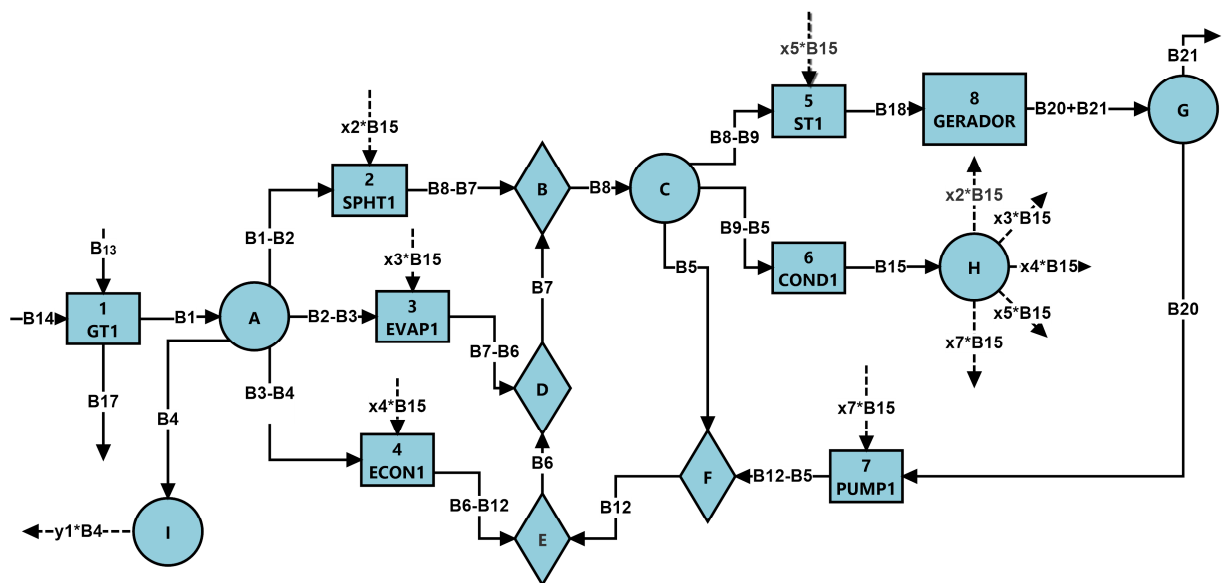 x5*B15
B21
5
ST1
B18
8
GERADOR
B20+B21
G
x2*B15
B8-B9
2
SPHT1
B8-B7
B
B8
C
x2*B15
x3*B15
B1-B2
B9-B5
B13
x3*B15
B5
6
COND1
B15
H
x4*B15
B7
1
GT1
B14
B1
A
B2-B3
3
EVAP1
x5*B15
B20
x7*B15
B7-B6
B3-B4
D
B17
B4
x4*B15
x7*B15
4
ECON1
B6
F
B12-B5
7
PUMP1
B6-B12
B12
y1*B4
I
E